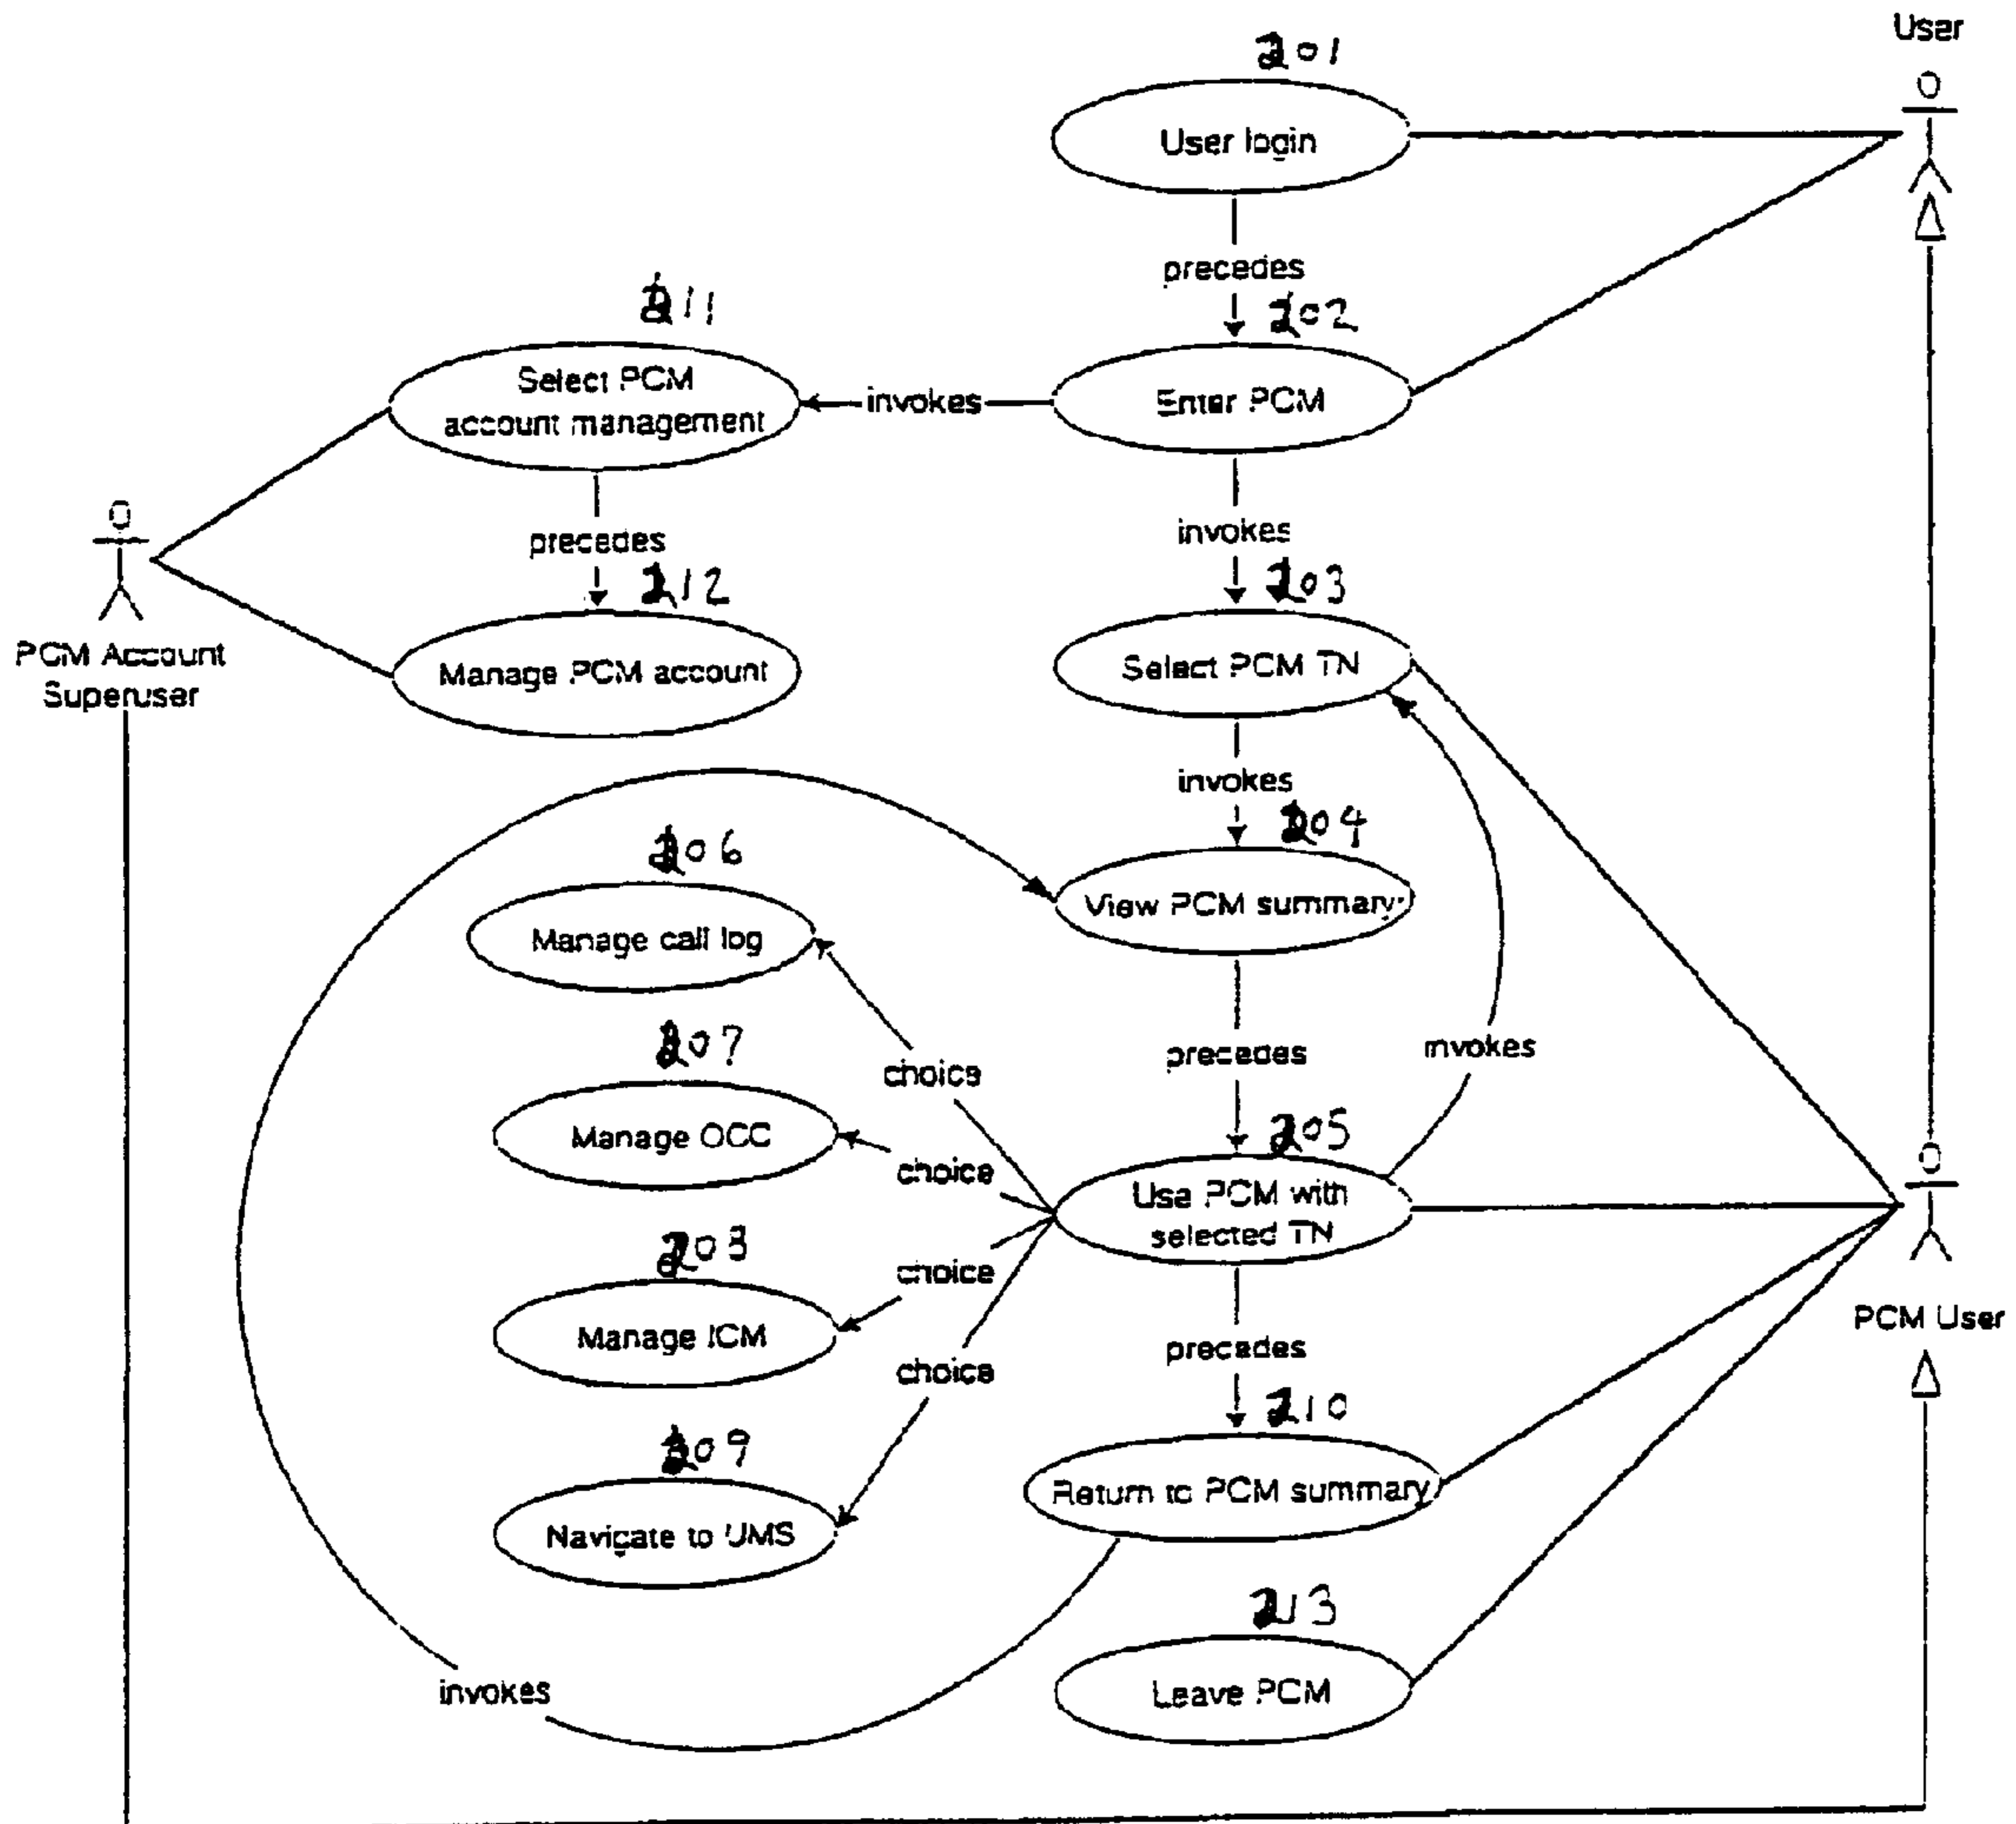 User
201
User login
precedes
202
Enter PCM
invokes
211
Select PCM
account management
precedes
212
Manage PCM account
PCM Account
Superuser
invokes
203
Select PCM TN
invokes
204
View PCM summary
206
Manage call log
207
Manage OCC
208
Manage ICM
209
Navigate to UMS
choice
choice
choice
choice
precedes
invokes
205
Use PCM with
selected TN
PCM User
precedes
210
Return to PCM summary
213
Leave PCM
invokes